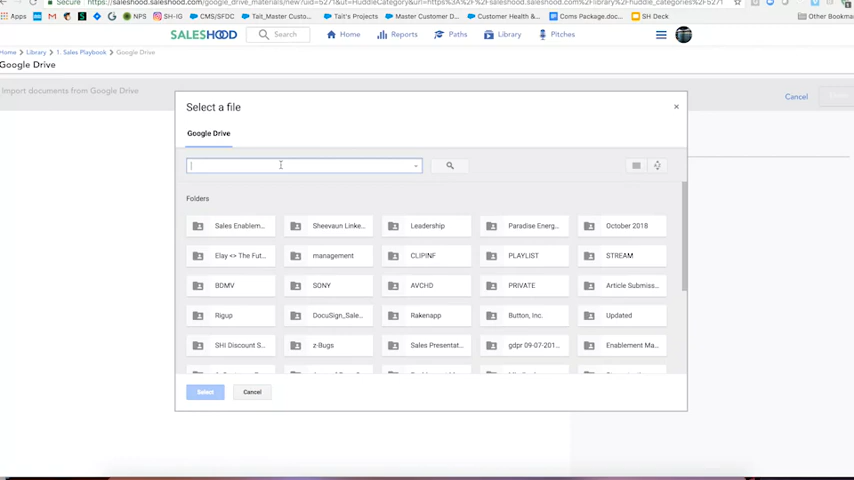 Secure
https://saleshood.saleshood.com/google_drive_materials/new?uid=5271&ut=HuddleCategory&url=https%3A%2F%2Fsaleshood.saleshood.com%2Flibrary%2Fhuddle_categories%2F5271
Apps NPS SH-IG CMS/SFDC Tait_Master Custo... Tait's Projects Master Customer D... Customer Health &... Coms Package.doc... SH Deck Other Bookmar
SALESHOOD Search Home Reports Paths Library Pitches
Home Library 1. Sales Playbook Google Drive
Google Drive
Import documents from Google Drive Cancel
Select a file ×
Google Drive
Folders
Sales Enablem... Sheevaun Linke... Leadership Paradise Energ... October 2018
Elay <> The Fut... management CLIPINF PLAYLIST STREAM
BDMV SONY AVCHD PRIVATE Article Submiss...
Rigup DocuSign_Sale... Rakenapp Button, Inc. Updated
SHI Discount S... z-Bugs Sales Presentat... gdpr 09-07-201... Enablement Ma...
Select Cancel